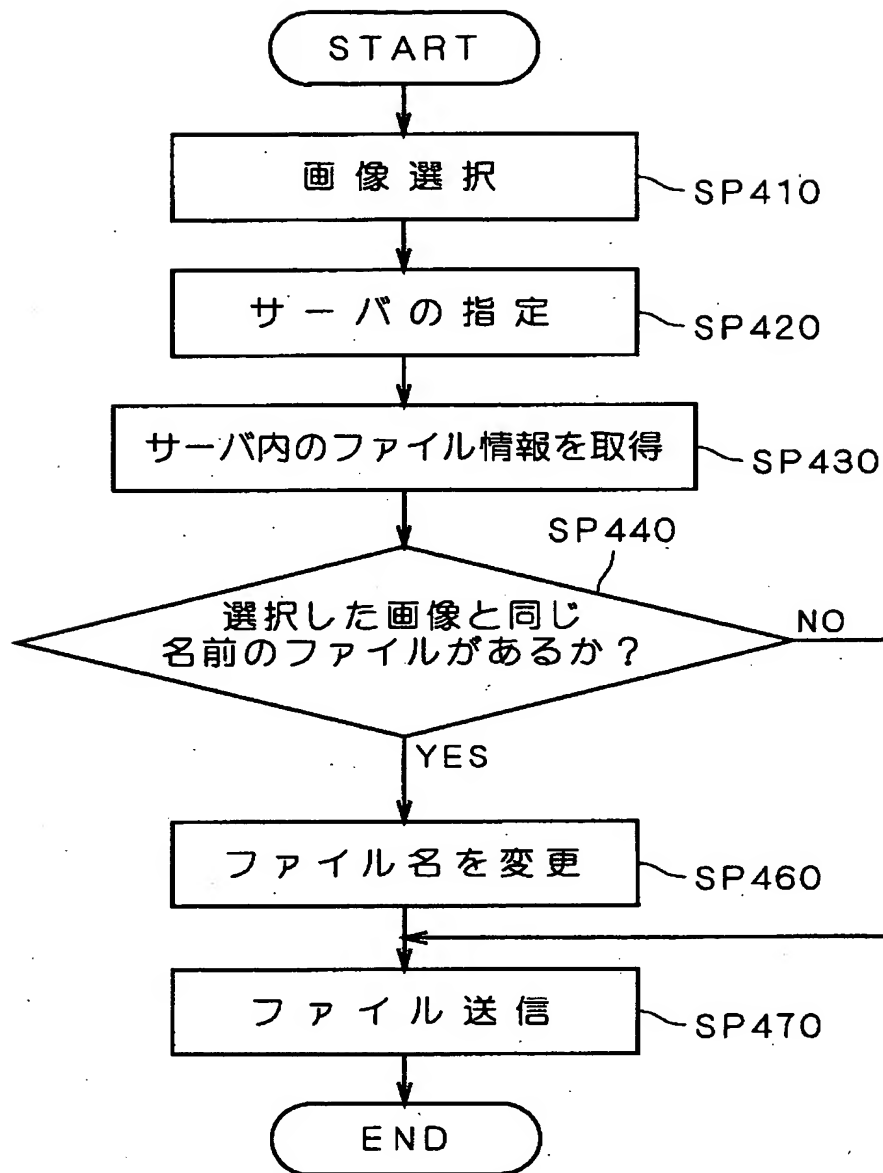 START
画像選択
SP410
サーバの指定
SP420
サーバ内のファイル情報を取得
SP430
SP440
選択した画像と同じ
名前のファイルがあるか？
NO
YES
ファイル名を変更
SP460
ファイル送信
SP470
END